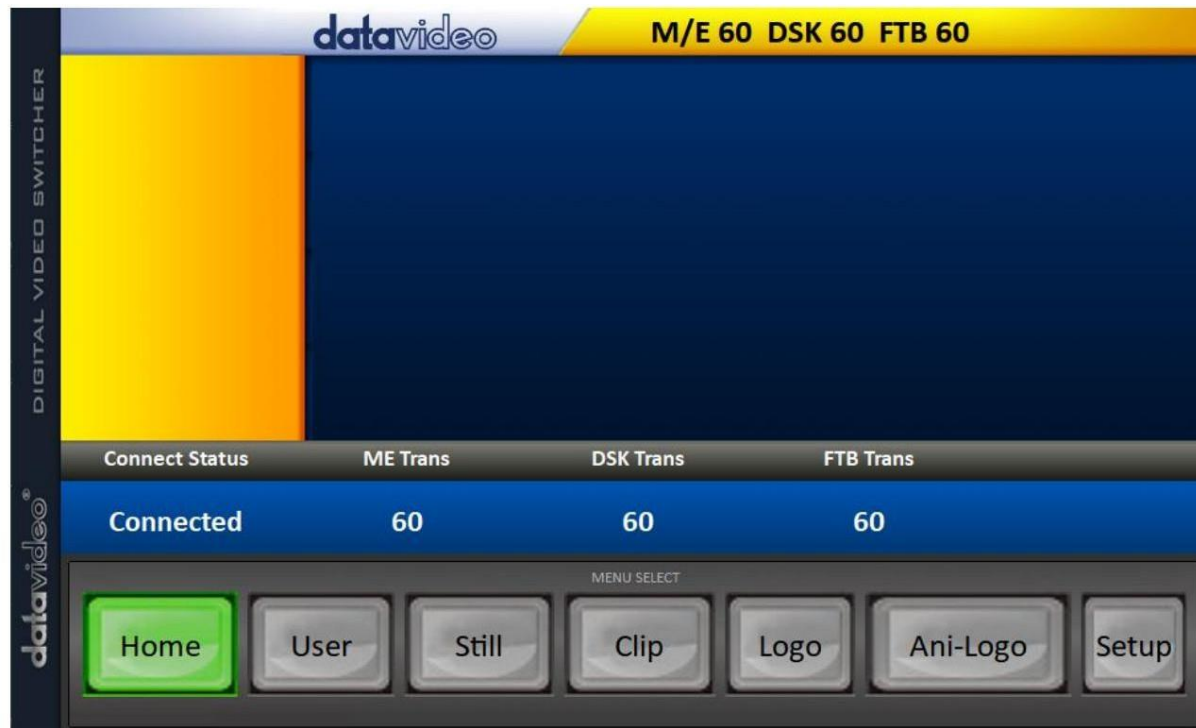 datavideo
M/E 60 DSK 60 FTB 60
DIGITAL VIDEO SWITCHER
datavideo®
Connect Status ME Trans DSK Trans FTB Trans
Connected 60 60 60
MENU SELECT
Home User Still Clip Logo Ani-Logo Setup